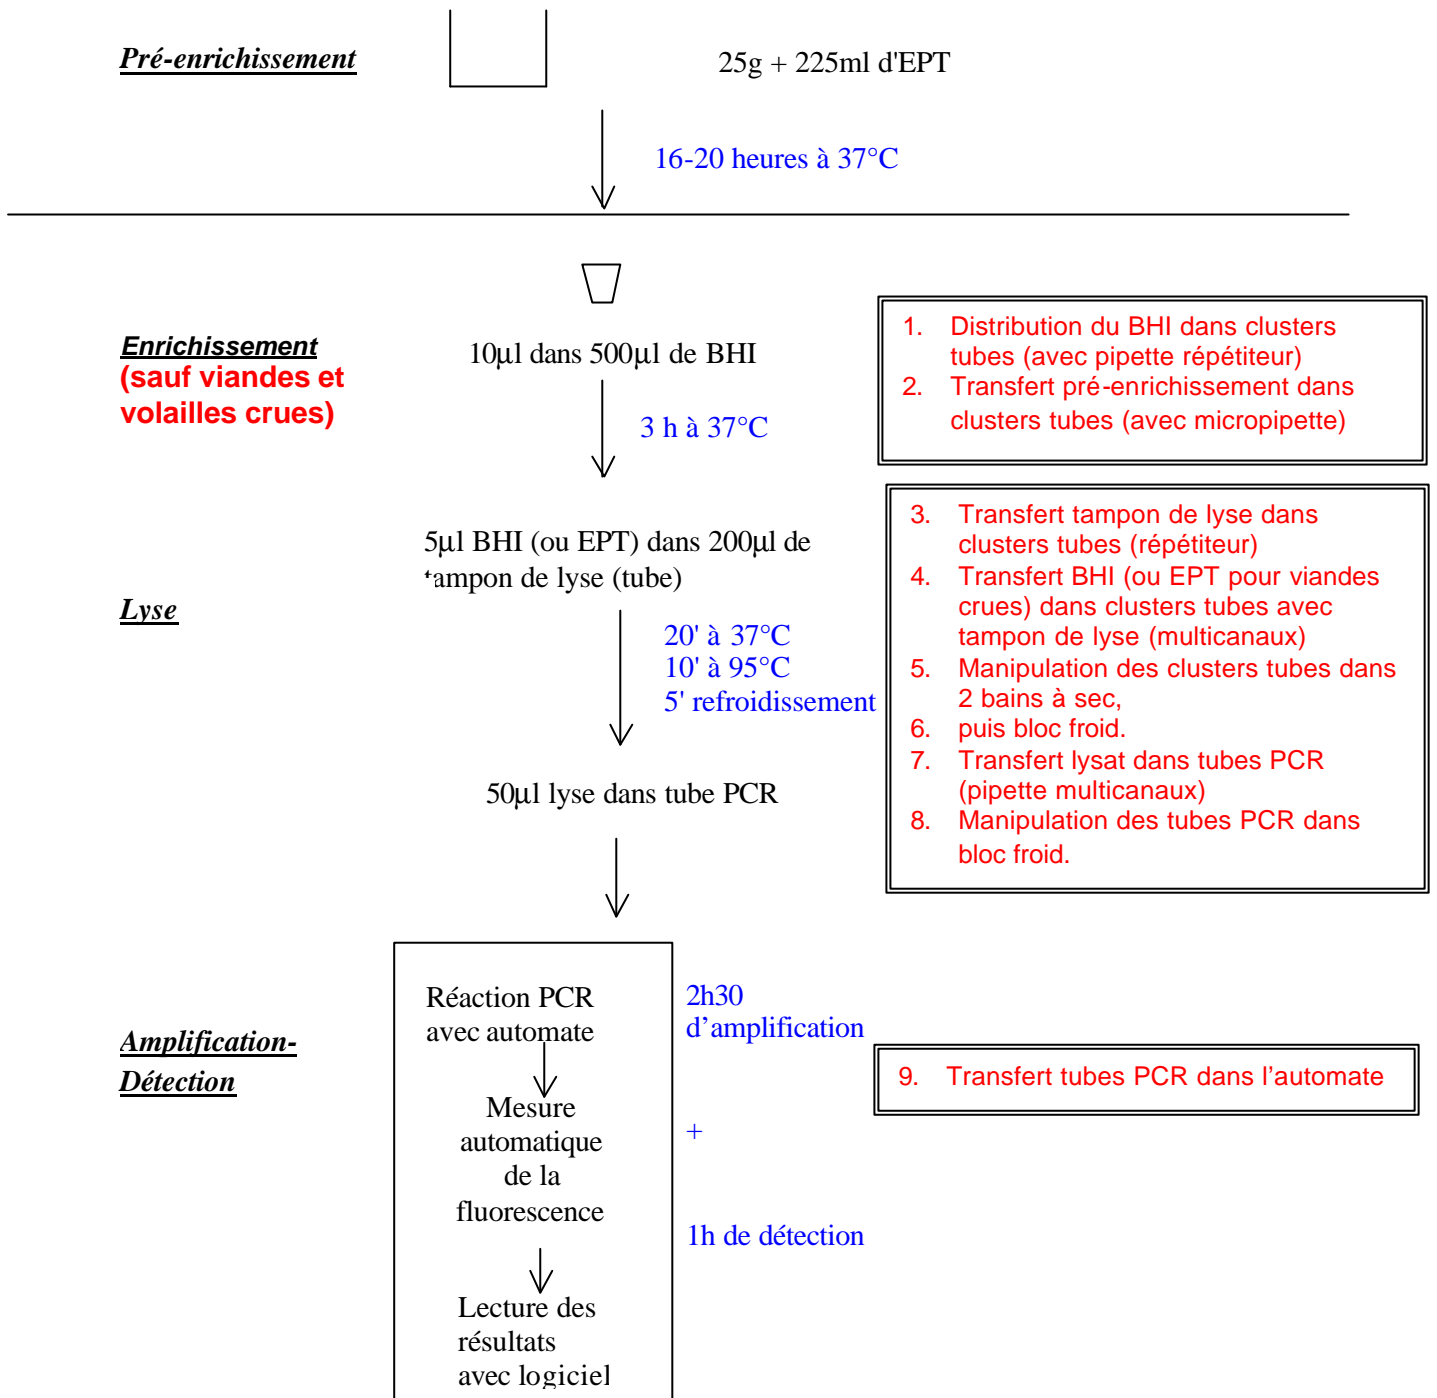 Pré-enrichissement
25g + 225ml d'EPT
16-20 heures à 37°C
Enrichissement
(sauf viandes et
volailles crues)
10µl dans 500µl de BHI
3 h à 37°C
1. Distribution du BHI dans clusters
tubes (avec pipette répétiteur)
2. Transfert pré-enrichissement dans
clusters tubes (avec micropipette)
Lyse
5µl BHI (ou EPT) dans 200µl de
tampon de lyse (tube)
20' à 37°C
10' à 95°C
5' refroidissement
50µl lyse dans tube PCR
3. Transfert tampon de lyse dans
clusters tubes (répétiteur)
4. Transfert BHI (ou EPT pour viandes
crues) dans clusters tubes avec
tampon de lyse (multicanaux)
5. Manipulation des clusters tubes dans
2 bains à sec,
6. puis bloc froid.
7. Transfert lysat dans tubes PCR
(pipette multicanaux)
8. Manipulation des tubes PCR dans
bloc froid.
Amplification-
Détection
Réaction PCR
avec automate
Mesure
automatique
de la
fluorescence
Lecture des
résultats
avec logiciel
2h30
d’amplification
+
1h de détection
9. Transfert tubes PCR dans l’automate